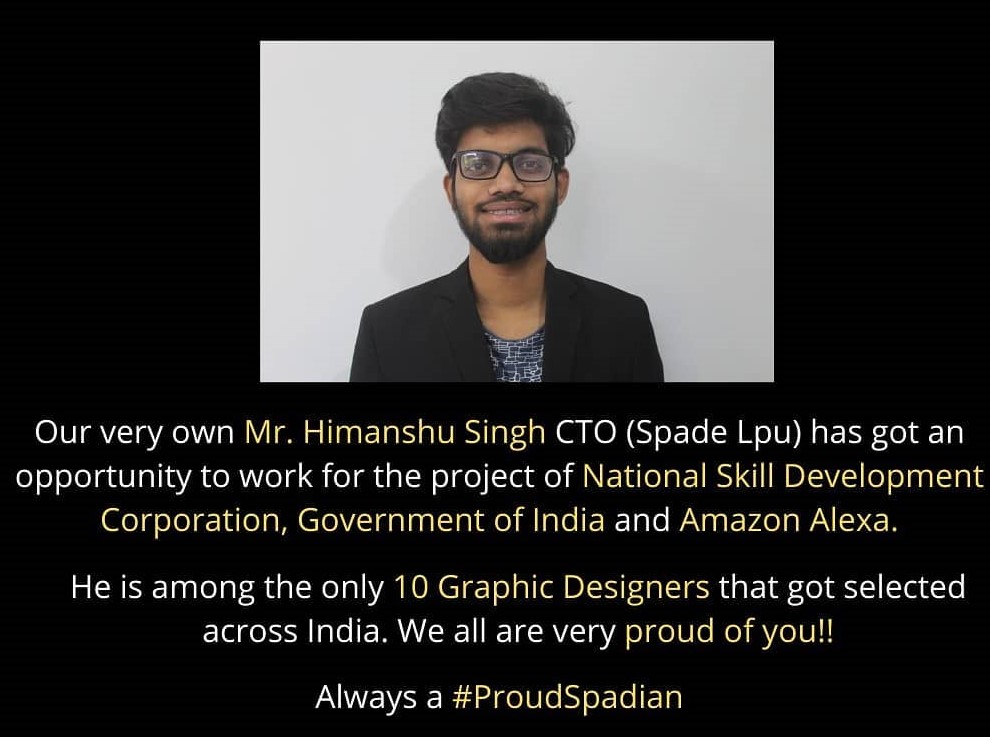 Our very own Mr. Himanshu Singh CTO (Spade Lpu) has got an
opportunity to work for the project of National Skill Development
Corporation, Government of India and Amazon Alexa.
He is among the only 10 Graphic Designers that got selected
across India. We all are very proud of you!!
Always a #ProudSpadian